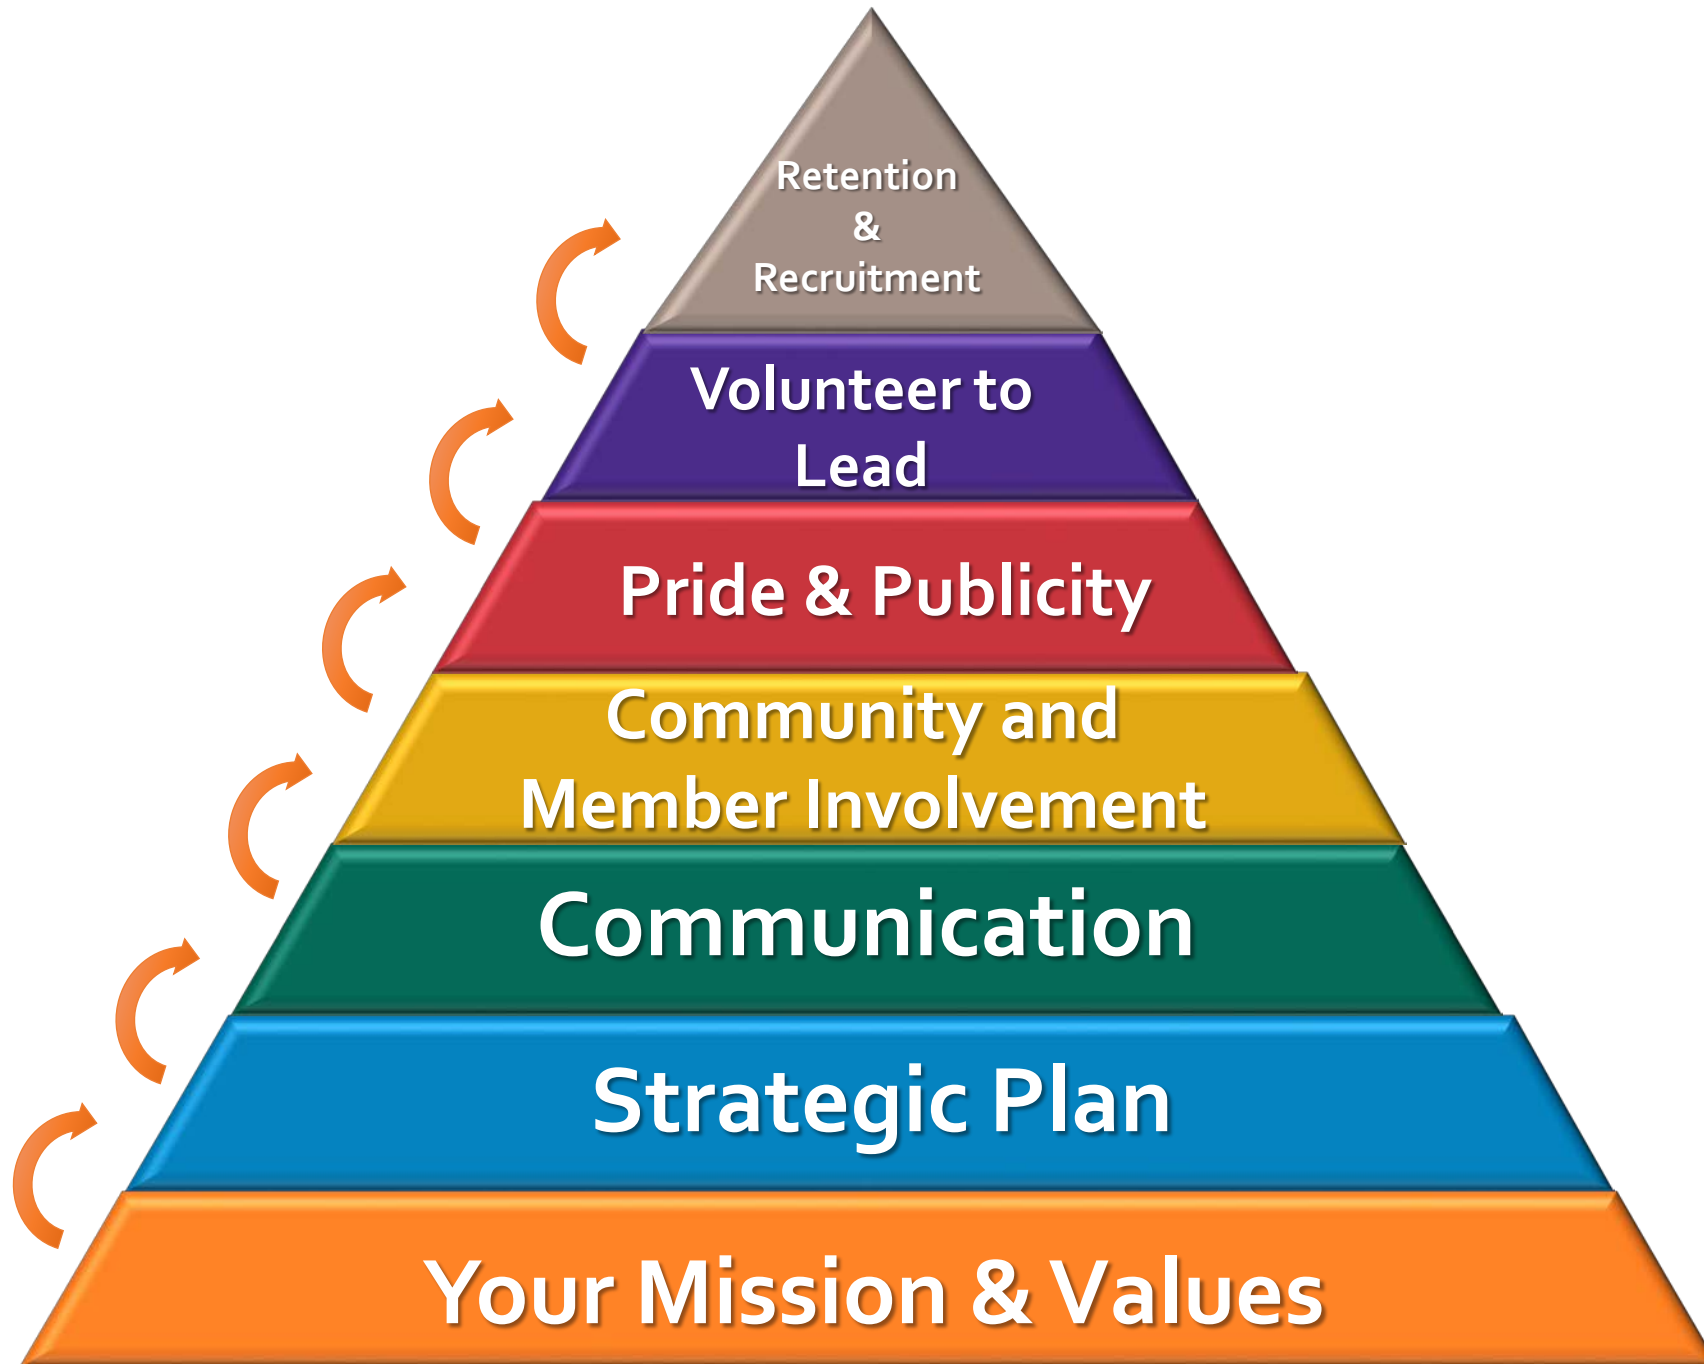 Retention
&
Recruitment
Volunteer to
Lead
Pride & Publicity
Community and
Member Involvement
Communication
Strategic Plan
Your Mission & Values